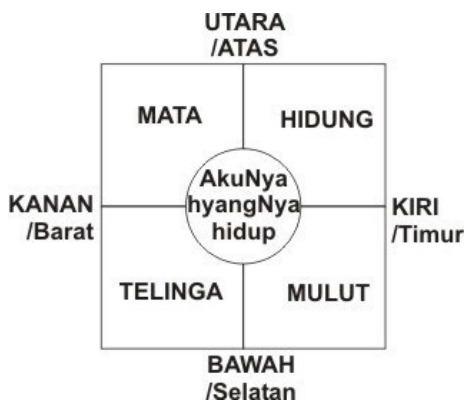 UTARA
/ATAS
MATA
HIDUNG
AkuNya
hyangNya
hidup
KANAN
/Barat
KIRI
/Timur
TELINGA
MULUT
BAWAH
/Selatan